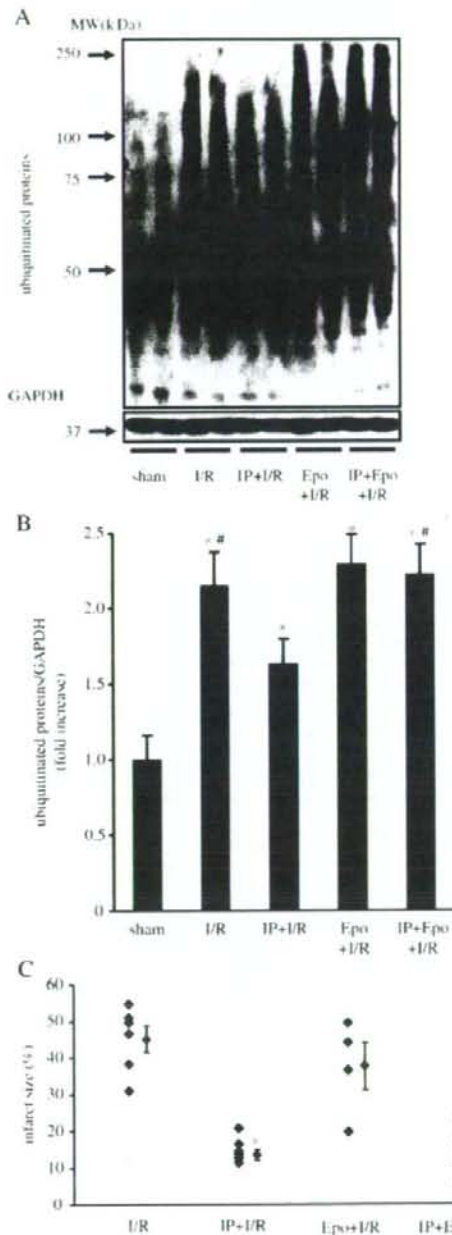 A
MW(kDa)
250
100
75
50
ubiquitinated proteins
GAPDH
37
sham I/R IP+I/R Epo +I/R IP+Epo +I/R
B
2.5
2.0
1.5
1.0
0.5
0
ubiquitinated proteins/GAPDH
(fold increase)
* # * * * #
sham I/R IP+I/R Epo +I/R IP+Epo +I/R
C
60
50
40
30
20
10
0
infarct size (%)
*
I/R IP+I/R Epo+I/R IP+E